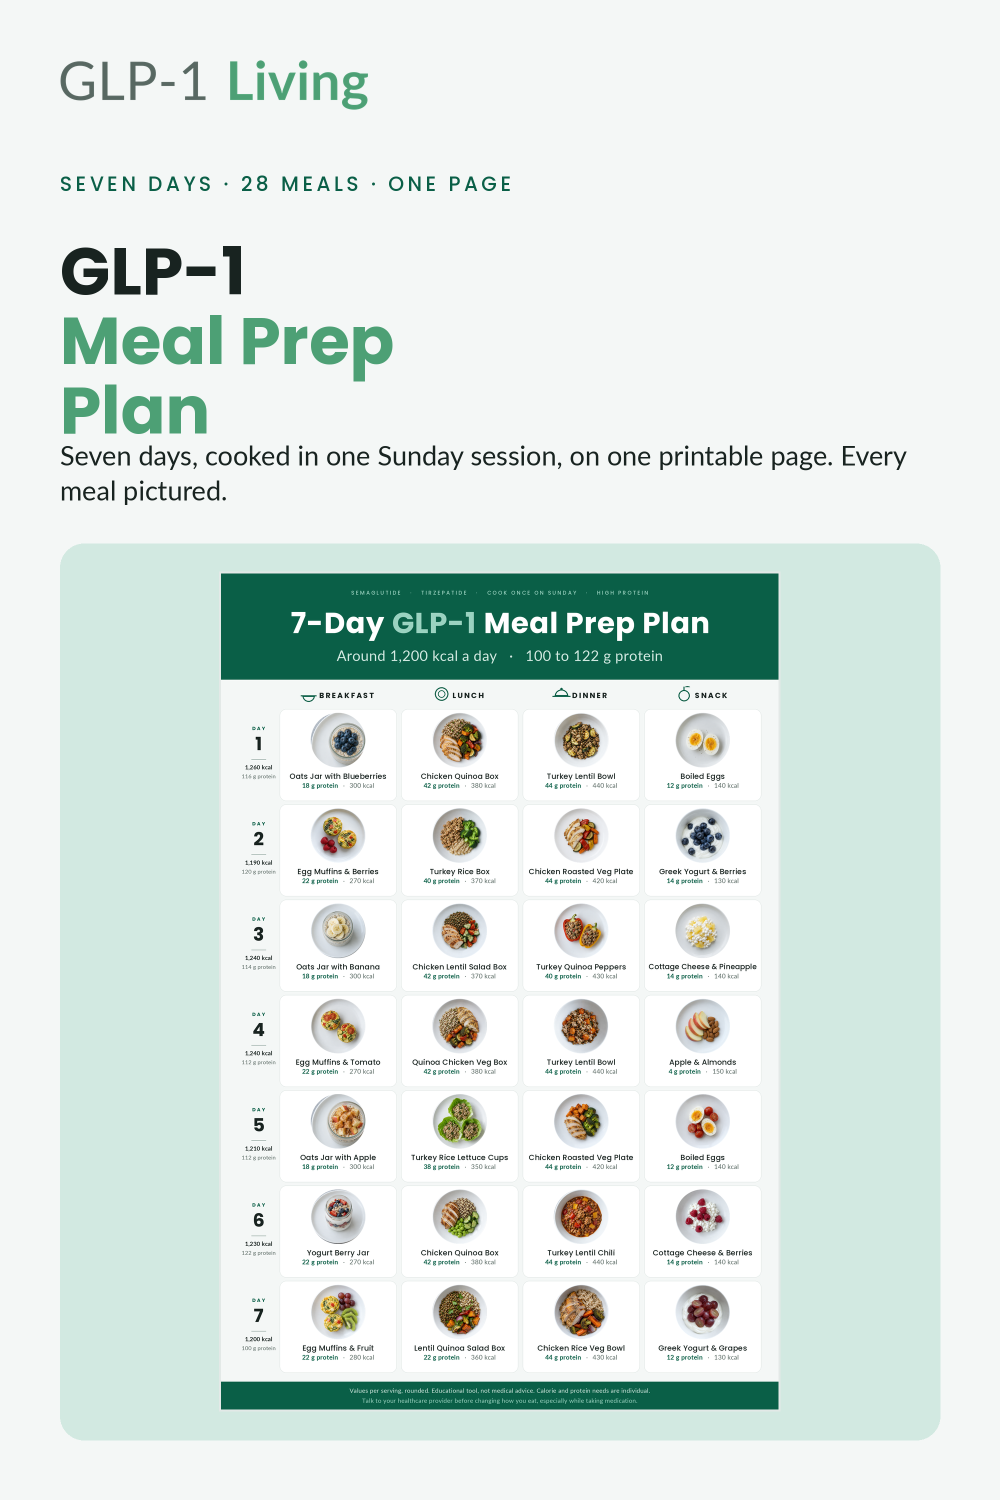 GLP-1 Living
SEVEN DAYS · 28 MEALS · ONE PAGE
GLP-1
Meal Prep
Plan
Seven days, cooked in one Sunday session, on one printable page. Every
meal pictured.
SEMAGLUTIDE · TIRZEPATIDE · COOK ONCE ON SUNDAY · HIGH PROTEIN
7-Day GLP-1 Meal Prep Plan
Around 1,200 kcal a day · 100 to 122 g protein
BREAKFAST LUNCH DINNER SNACK
DAY
1
1,260 kcal
116 g protein
Oats Jar with Blueberries
18 g protein · 300 kcal
Chicken Quinoa Box
42 g protein · 380 kcal
Turkey Lentil Bowl
44 g protein · 440 kcal
Boiled Eggs
12 g protein · 140 kcal
DAY
2
1,190 kcal
120 g protein
Egg Muffins & Berries
22 g protein · 270 kcal
Turkey Rice Box
40 g protein · 370 kcal
Chicken Roasted Veg Plate
44 g protein · 420 kcal
Greek Yogurt & Berries
14 g protein · 130 kcal
DAY
3
1,240 kcal
114 g protein
Oats Jar with Banana
18 g protein · 300 kcal
Chicken Lentil Salad Box
42 g protein · 370 kcal
Turkey Quinoa Peppers
40 g protein · 430 kcal
Cottage Cheese & Pineapple
14 g protein · 140 kcal
DAY
4
1,240 kcal
112 g protein
Egg Muffins & Tomato
22 g protein · 270 kcal
Quinoa Chicken Veg Box
42 g protein · 380 kcal
Turkey Lentil Bowl
44 g protein · 440 kcal
Apple & Almonds
4 g protein · 150 kcal
DAY
5
1,210 kcal
112 g protein
Oats Jar with Apple
18 g protein · 300 kcal
Turkey Rice Lettuce Cups
38 g protein · 350 kcal
Chicken Roasted Veg Plate
44 g protein · 420 kcal
Boiled Eggs
12 g protein · 140 kcal
DAY
6
1,230 kcal
122 g protein
Yogurt Berry Jar
22 g protein · 270 kcal
Chicken Quinoa Box
42 g protein · 380 kcal
Turkey Lentil Chili
44 g protein · 440 kcal
Cottage Cheese & Berries
14 g protein · 140 kcal
DAY
7
1,200 kcal
100 g protein
Egg Muffins & Fruit
22 g protein · 280 kcal
Lentil Quinoa Salad Box
22 g protein · 360 kcal
Chicken Rice Veg Bowl
44 g protein · 430 kcal
Greek Yogurt & Grapes
12 g protein · 130 kcal
Values per serving, rounded. Educational tool, not medical advice. Calorie and protein needs are individual.
Talk to your healthcare provider before changing how you eat, especially while taking medication.